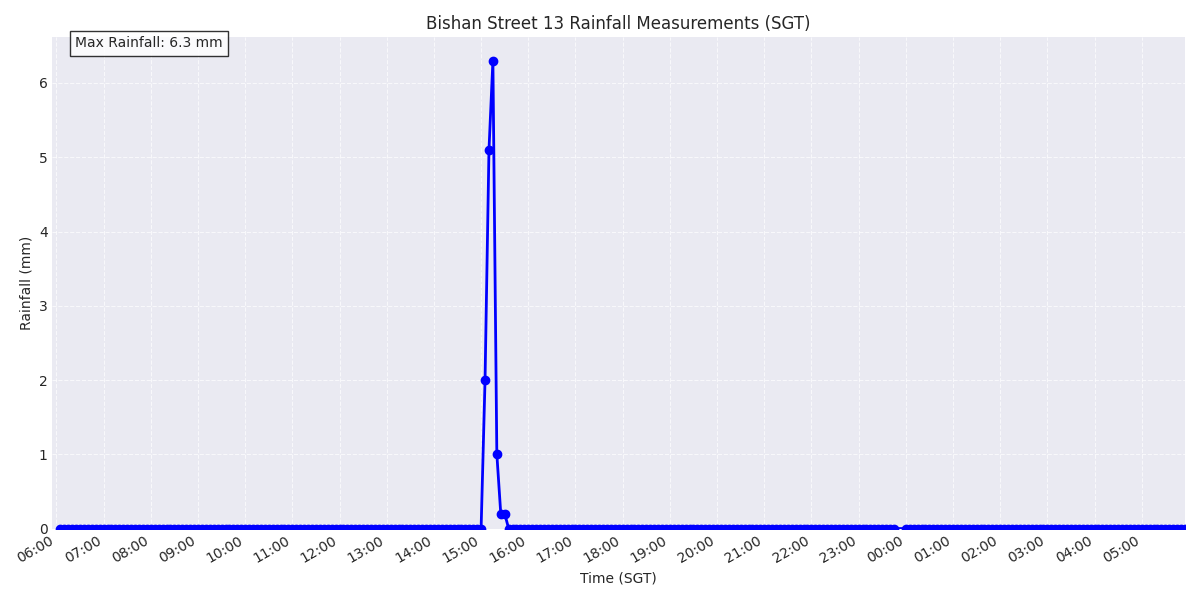 Bishan Street 13 Rainfall Measurements (SGT)
Max Rainfall: 6.3 mm
6
5
4
3
2
1
0
Rainfall (mm)
06:00 07:00 08:00 09:00 10:00 11:00 12:00 13:00 14:00 15:00 16:00 17:00 18:00 19:00 20:00 21:00 22:00 23:00 00:00 01:00 02:00 03:00 04:00 05:00
Time (SGT)